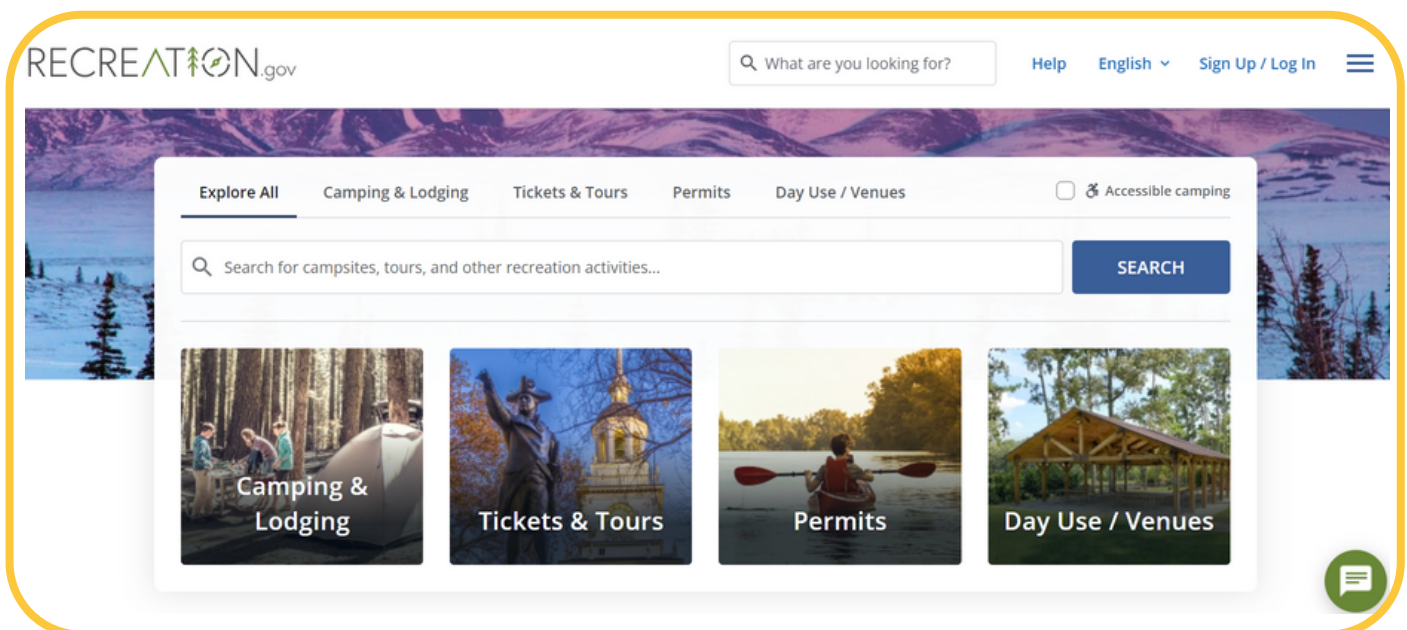 RECREATION.gov
What are you looking for?
Help
English
Sign Up / Log In
Explore All
Camping & Lodging
Tickets & Tours
Permits
Day Use / Venues
Accessible camping
Search for campsites, tours, and other recreation activities...
SEARCH
Camping &
Lodging
Tickets & Tours
Permits
Day Use / Venues